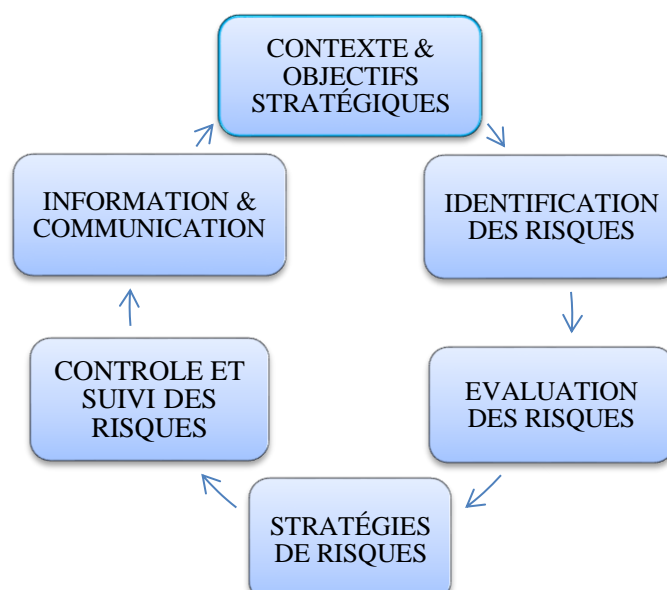 CONTEXTE &
OBJECTIFS
STRATÉGIQUES
IDENTIFICATION
DES RISQUES
EVALUATION
DES RISQUES
STRATÉGIES
DE RISQUES
CONTROLE ET
SUIVI DES
RISQUES
INFORMATION &
COMMUNICATION